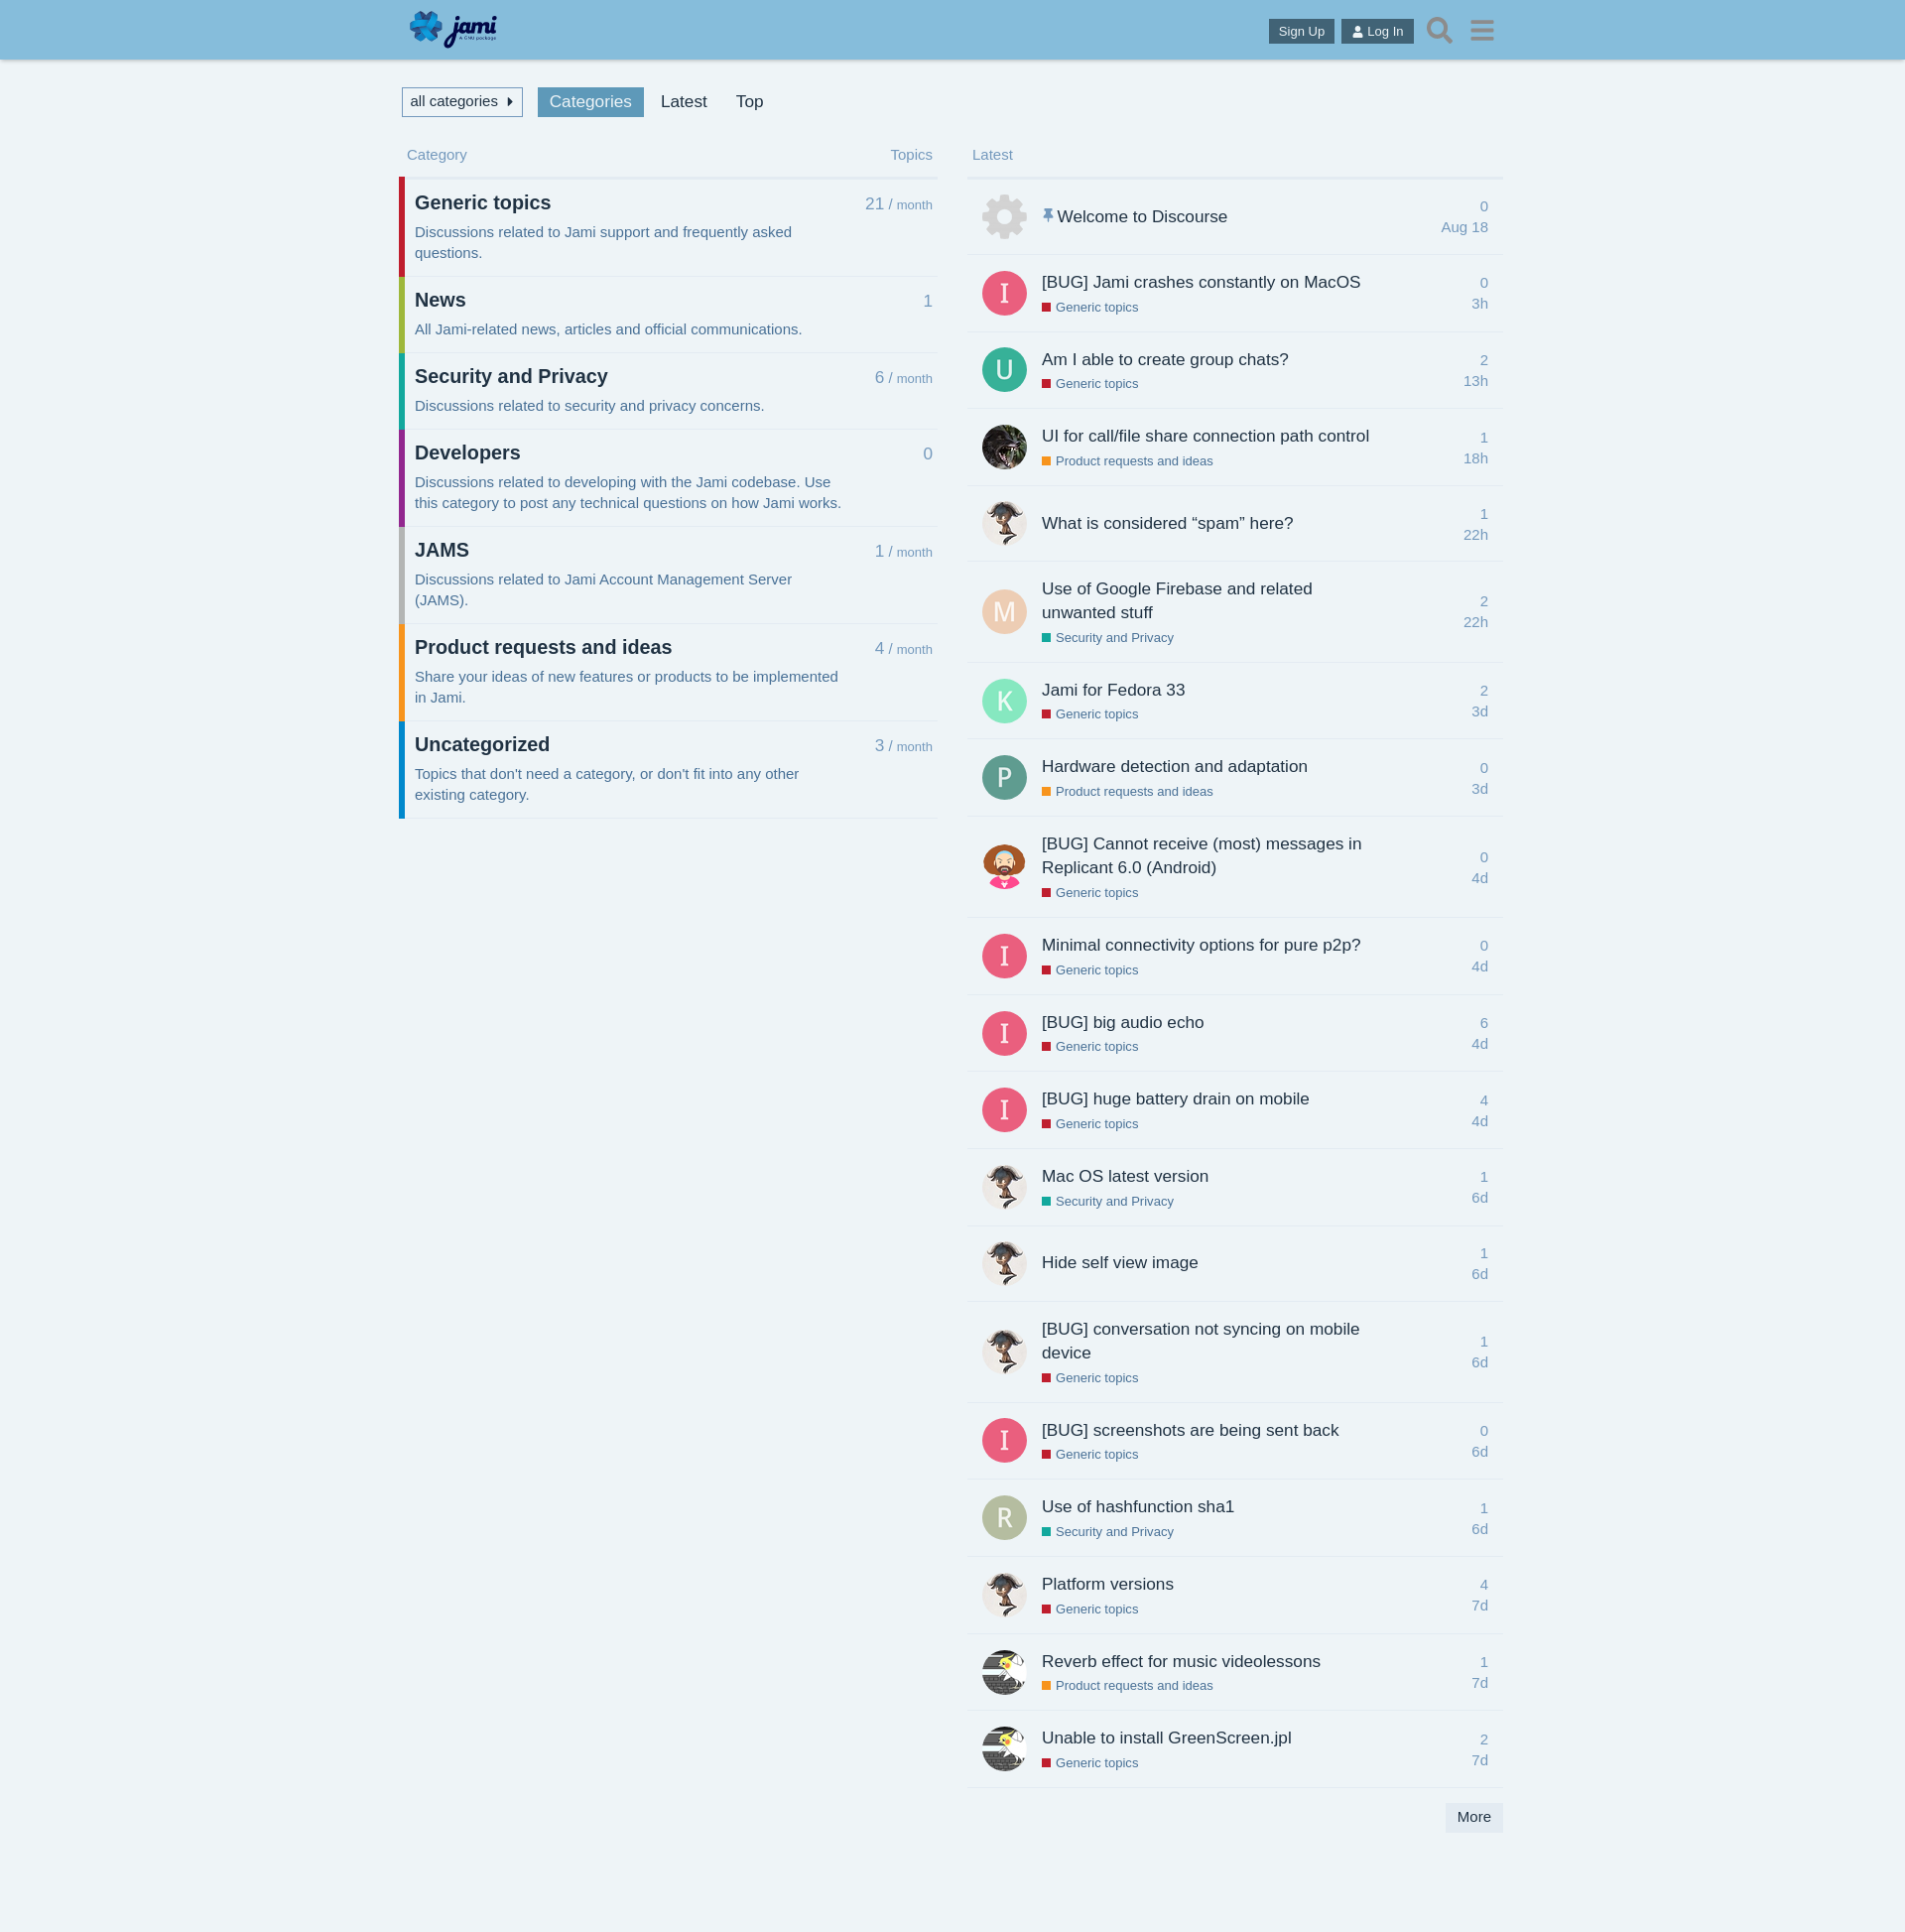 jami
A GNU package
Sign Up
Log In
all categories
Categories
Latest
Top
Category
Topics
Generic topics
21 / month
Discussions related to Jami support and frequently asked
questions.
News
1
All Jami-related news, articles and official communications.
Security and Privacy
6 / month
Discussions related to security and privacy concerns.
Developers
0
Discussions related to developing with the Jami codebase. Use
this category to post any technical questions on how Jami works.
JAMS
1 / month
Discussions related to Jami Account Management Server
(JAMS).
Product requests and ideas
4 / month
Share your ideas of new features or products to be implemented
in Jami.
Uncategorized
3 / month
Topics that don't need a category, or don't fit into any other
existing category.
Latest
Welcome to Discourse
0
Aug 18
I
[BUG] Jami crashes constantly on MacOS
Generic topics
0
3h
U
Am I able to create group chats?
Generic topics
2
13h
UI for call/file share connection path control
Product requests and ideas
1
18h
What is considered “spam” here?
1
22h
M
Use of Google Firebase and related
unwanted stuff
Security and Privacy
2
22h
K
Jami for Fedora 33
Generic topics
2
3d
P
Hardware detection and adaptation
Product requests and ideas
0
3d
[BUG] Cannot receive (most) messages in
Replicant 6.0 (Android)
Generic topics
0
4d
I
Minimal connectivity options for pure p2p?
Generic topics
0
4d
I
[BUG] big audio echo
Generic topics
6
4d
I
[BUG] huge battery drain on mobile
Generic topics
4
4d
Mac OS latest version
Security and Privacy
1
6d
Hide self view image
1
6d
[BUG] conversation not syncing on mobile
device
Generic topics
1
6d
I
[BUG] screenshots are being sent back
Generic topics
0
6d
R
Use of hashfunction sha1
Security and Privacy
1
6d
Platform versions
Generic topics
4
7d
Reverb effect for music videolessons
Product requests and ideas
1
7d
Unable to install GreenScreen.jpl
Generic topics
2
7d
More